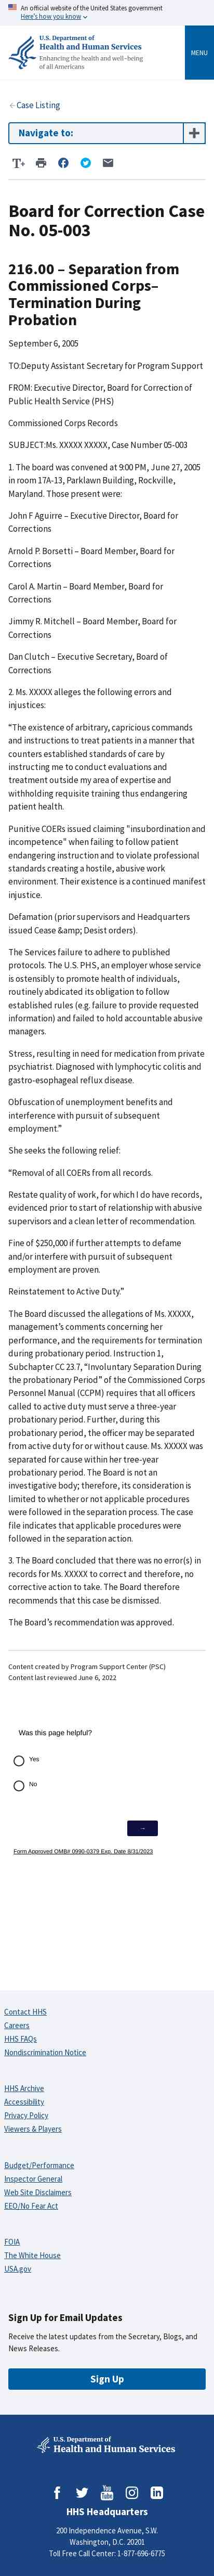 An official website of the United States government
Here's how you know
U.S. Department of
Health and Human Services
Enhancing the health and well-being
of all Americans
MENU
Case Listing
Navigate to:
T+
Board for Correction Case
No. 05-003
216.00 – Separation from
Commissioned Corps–
Termination During
Probation
September 6, 2005
TO:Deputy Assistant Secretary for Program Support
FROM: Executive Director, Board for Correction of
Public Health Service (PHS)
Commissioned Corps Records
SUBJECT:Ms. XXXXX XXXXX, Case Number 05-003
1. The board was convened at 9:00 PM, June 27, 2005
in room 17A-13, Parklawn Building, Rockville,
Maryland. Those present were:
John F Aguirre – Executive Director, Board for
Corrections
Arnold P. Borsetti – Board Member, Board for
Corrections
Carol A. Martin – Board Member, Board for
Corrections
Jimmy R. Mitchell – Board Member, Board for
Corrections
Dan Clutch – Executive Secretary, Board of
Corrections
2. Ms. XXXXX alleges the following errors and
injustices:
“The existence of arbitrary, capricious commands
and instructions to treat patients in a manner that
violated established standards of care by
instructing me to conduct evaluations and
treatment outside my area of expertise and
withholding requisite training thus endangering
patient health.
Punitive COERs issued claiming "insubordination and
incompetence" when failing to follow patient
endangering instruction and to violate professional
standards creating a hostile, abusive work
environment. Their existence is a continued manifest
injustice.
Defamation (prior supervisors and Headquarters
issued Cease &amp; Desist orders).
The Services failure to adhere to published
protocols. The U.S. PHS, an employer whose service
is ostensibly to protect health of individuals,
routinely abdicated its obligation to follow
established rules (e.g. failure to provide requested
information) and failed to hold accountable abusive
managers.
Stress, resulting in need for medication from private
psychiatrist. Diagnosed with lymphocytic colitis and
gastro-esophageal reflux disease.
Obfuscation of unemployment benefits and
interference with pursuit of subsequent
employment.”
She seeks the following relief:
“Removal of all COERs from all records.
Restate quality of work, for which I do have records,
evidenced prior to start of relationship with abusive
supervisors and a clean letter of recommendation.
Fine of $250,000 if further attempts to defame
and/or interfere with pursuit of subsequent
employment are proven.
Reinstatement to Active Duty.”
The Board discussed the allegations of Ms. XXXXX,
management’s comments concerning her
performance, and the requirements for termination
during probationary period. Instruction 1,
Subchapter CC 23.7, “Involuntary Separation During
the probationary Period” of the Commissioned Corps
Personnel Manual (CCPM) requires that all officers
called to active duty must serve a three-year
probationary period. Further, during this
probationary period, the officer may be separated
from active duty for or without cause. Ms. XXXXX was
separated for cause within her three-year
probationary period. The Board is not an
investigative body; therefore, its consideration is
limited to whether or not applicable procedures
were followed in the separation process. The case
file indicates that applicable procedures were
followed in the separation action.
3. The Board concluded that there was no error(s) in
records for Ms. XXXXX to correct and therefore, no
corrective action to take. The Board therefore
recommends that this case be dismissed.
The Board’s recommendation was approved.
Content created by Program Support Center (PSC)
Content last reviewed June 6, 2022
Was this page helpful?
Yes
No
→
Form Approved OMB# 0990-0379 Exp. Date 8/31/2023
Contact HHS
Careers
HHS FAQs
Nondiscrimination Notice
HHS Archive
Accessibility
Privacy Policy
Viewers & Players
Budget/Performance
Inspector General
Web Site Disclaimers
EEO/No Fear Act
FOIA
The White House
USA.gov
Sign Up for Email Updates
Receive the latest updates from the Secretary, Blogs, and
News Releases.
Sign Up
U.S. Department of
Health and Human Services
You Tube
HHS Headquarters
200 Independence Avenue, S.W.
Washington, D.C. 20201
Toll Free Call Center: 1-877-696-6775